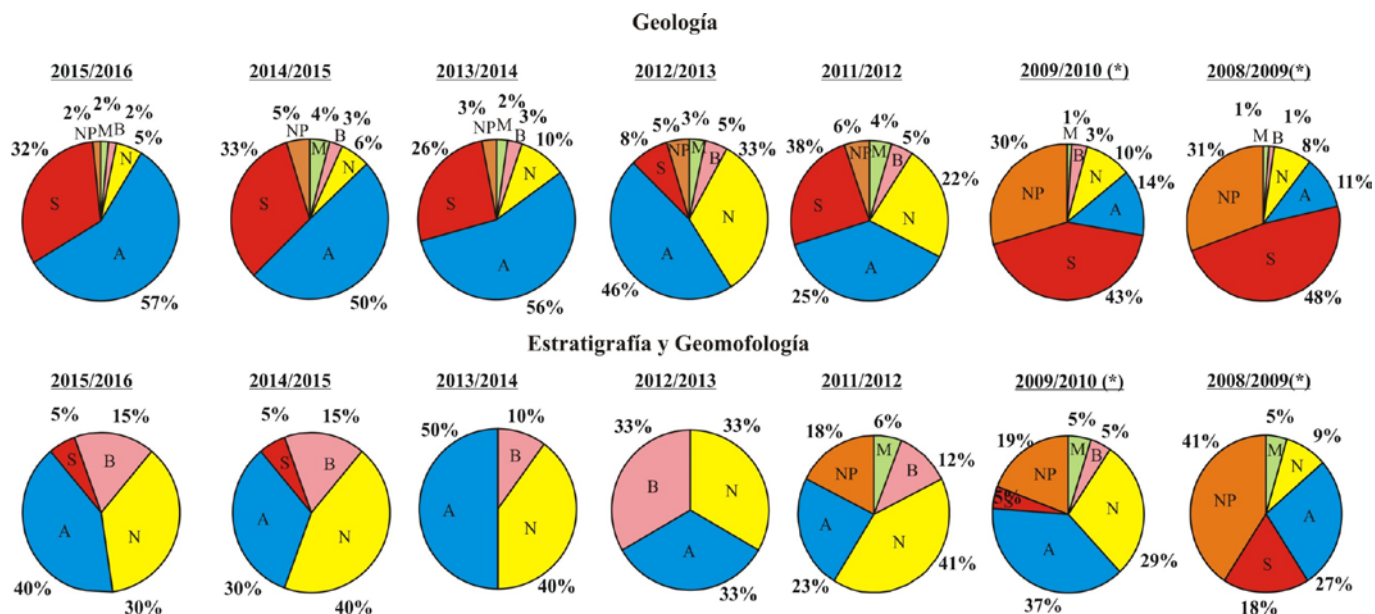 Geología
2015/2016 2014/2015 2013/2014 2012/2013 2011/2012 2009/2010 (*) 2008/2009(*)
2% 2% 2% 5% 4% 3% 3% 2% 3% 5% 3% 5% 6% 4% 5% 1% 3% 1% 1%
32% 5% 33% 6% 26% 10% 8% 33% 38% 22% 30% 10% 31% 8%
NP M B N NP M B N NP M B N S NP M B NP M B M B M B
14% 11%
S S S N S N NP N NP N
A A
A A A A A S S
57% 50% 56% 46% 25% 43% 48%
Estratigrafía y Geomofología
2015/2016 2014/2015 2013/2014 2012/2013 2011/2012 2009/2010 (*) 2008/2009(*)
5% 15% 5% 15% 50% 10% 33% 33% 18% 6% 12% 19% 5% 5% 41% 5% 9%
S B S B B M B NP M B NP M N
NP
5%
S
A N A N A N B N A N A N A
A S
40% 30% 30% 40% 40% 33% 23% 41% 37% 29% 18% 27%